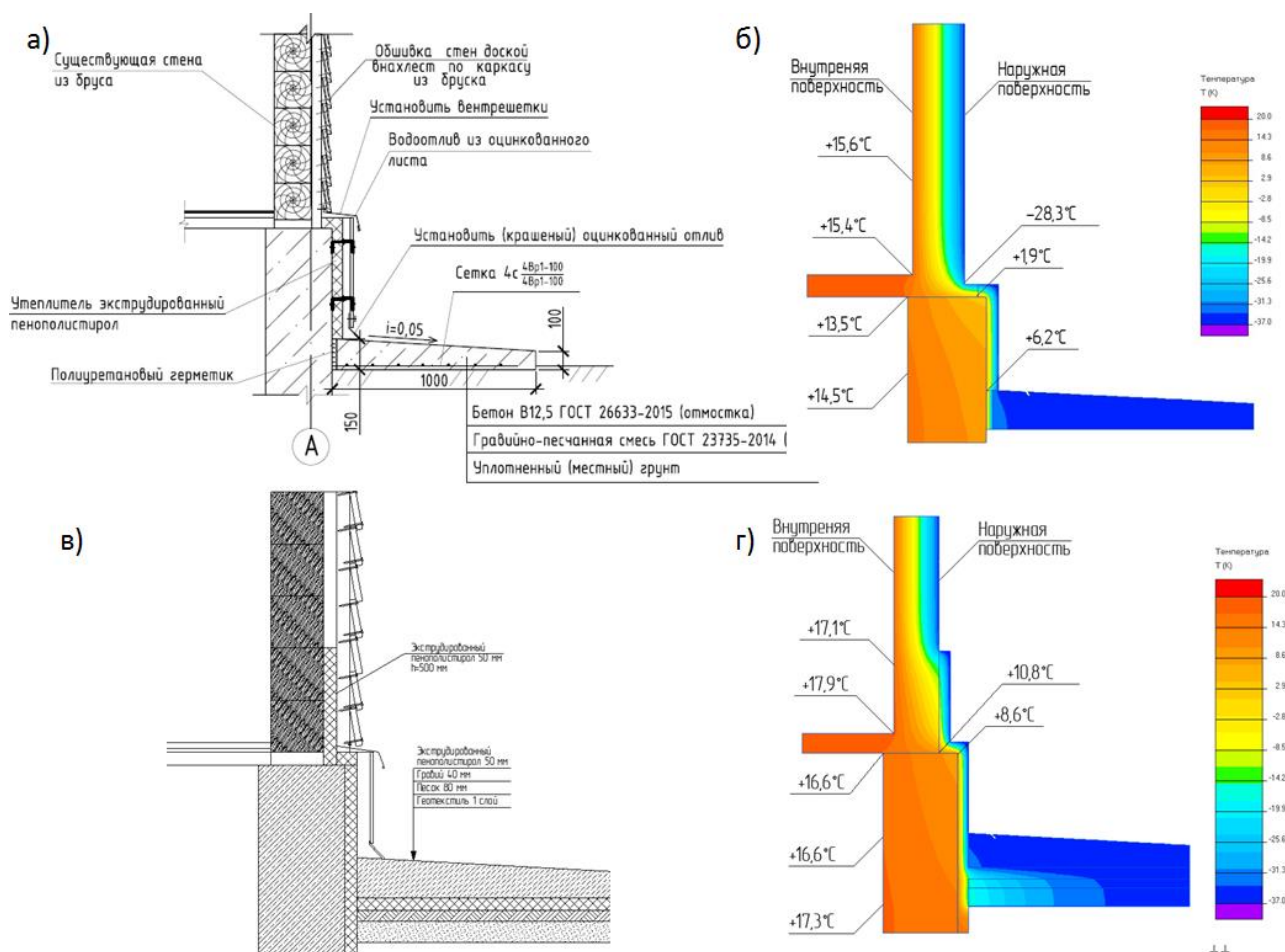 а)
Существующая стена
из бруса
Обшивка стен доской
внахлест по каркасу
из бруска
Установить вентрешетки
Водоотлив из оцинкованного
листа
Установить (крашеный) оцинкованный отлив
Сетка 4с 4Вр1-100
4Вр1-100
Утеплитель экструдированный
пенополистирол
i=0,05
100
Полиуретановый герметик
1000
150
Бетон В12,5 ГОСТ 26633-2015 (отмостка)
Гравийно-песчанная смесь ГОСТ 23735-2014 (
Уплотненный (местный) грунт
А
б)
Внутреняя
поверхность
Наружная
поверхность
Температура
T (K)
20.0
14.3
8.6
2.9
-2.8
-8.5
-14.2
-19.9
-25.6
-31.3
-37.0
+15,6°С
+15,4°С
-28,3°С
+1,9°С
+13,5°С
+6,2°С
+14,5°С
в)
Экструдированный
пенополистирол 50 мм
h=500 мм
Экструдированный
пенополистирол 50 мм
Гравий 40 мм
Песок 80 мм
Геотекстиль 1 слой
г)
Внутреняя
поверхность
Наружная
поверхность
Температура
T (K)
20.0
14.3
8.6
2.9
-2.8
-8.5
-14.2
-19.9
-25.6
-31.3
-37.0
+17,1°С
+17,9°С
+10,8°С
+8,6°С
+16,6°С
+16,6°С
+17,3°С